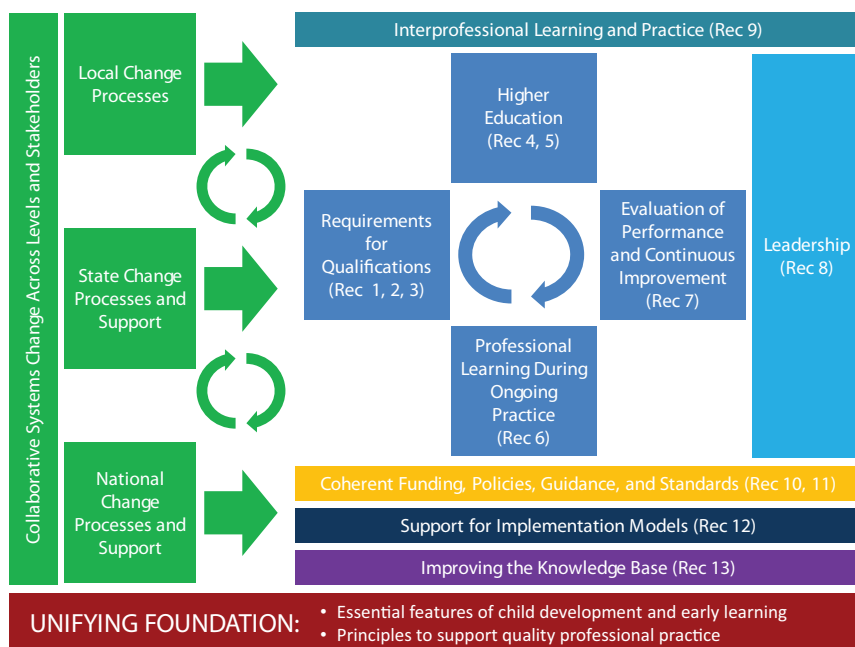 Collaborative Systems Change Across Levels and Stakeholders
Local Change
Processes
State Change
Processes and
Support
National
Change
Processes and
Support
Interprofessional Learning and Practice (Rec 9)
Higher
Education
(Rec 4, 5)
Requirements
for
Qualifications
(Rec 1, 2, 3)
Evaluation of
Performance
and Continuous
Improvement
(Rec 7)
Professional
Learning During
Ongoing
Practice
(Rec 6)
Leadership
(Rec 8)
Coherent Funding, Policies, Guidance, and Standards (Rec 10, 11)
Support for Implementation Models (Rec 12)
Improving the Knowledge Base (Rec 13)
UNIFYING FOUNDATION:
• Essential features of child development and early learning
• Principles to support quality professional practice